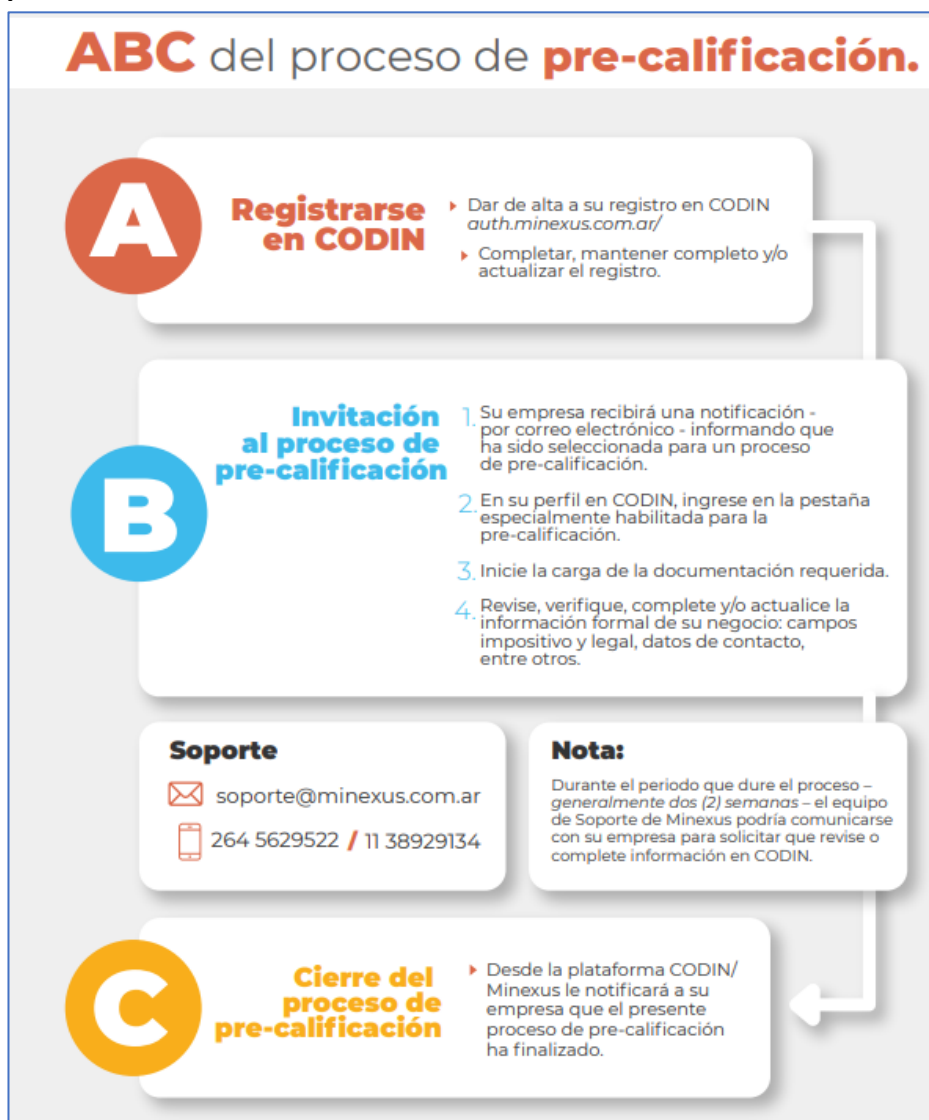 ABC del proceso de pre-calificación.
A
Registrarse
en CODIN
Dar de alta a su registro en CODIN
auth.minexus.com.ar/
Completar, mantener completo y/o
actualizar el registro.
B
Invitación
al proceso de
pre-calificación
1. Su empresa recibirá una notificación -
por correo electrónico - informando que
ha sido seleccionada para un proceso
de pre-calificación.
2. En su perfil en CODIN, ingrese en la pestaña
especialmente habilitada para la
pre-calificación.
3. Inicie la carga de la documentación requerida.
4. Revise, verifique, complete y/o actualice la
información formal de su negocio: campos
impositivo y legal, datos de contacto,
entre otros.
Soporte
soporte@minexus.com.ar
264 5629522 / 11 38929134
Nota:
Durante el periodo que dure el proceso –
generalmente dos (2) semanas – el equipo
de Soporte de Minexus podría comunicarse
con su empresa para solicitar que revise o
complete información en CODIN.
C
Cierre del
proceso de
pre-calificación
Desde la plataforma CODIN/
Minexus le notificará a su
empresa que el presente
proceso de pre-calificación
ha finalizado.